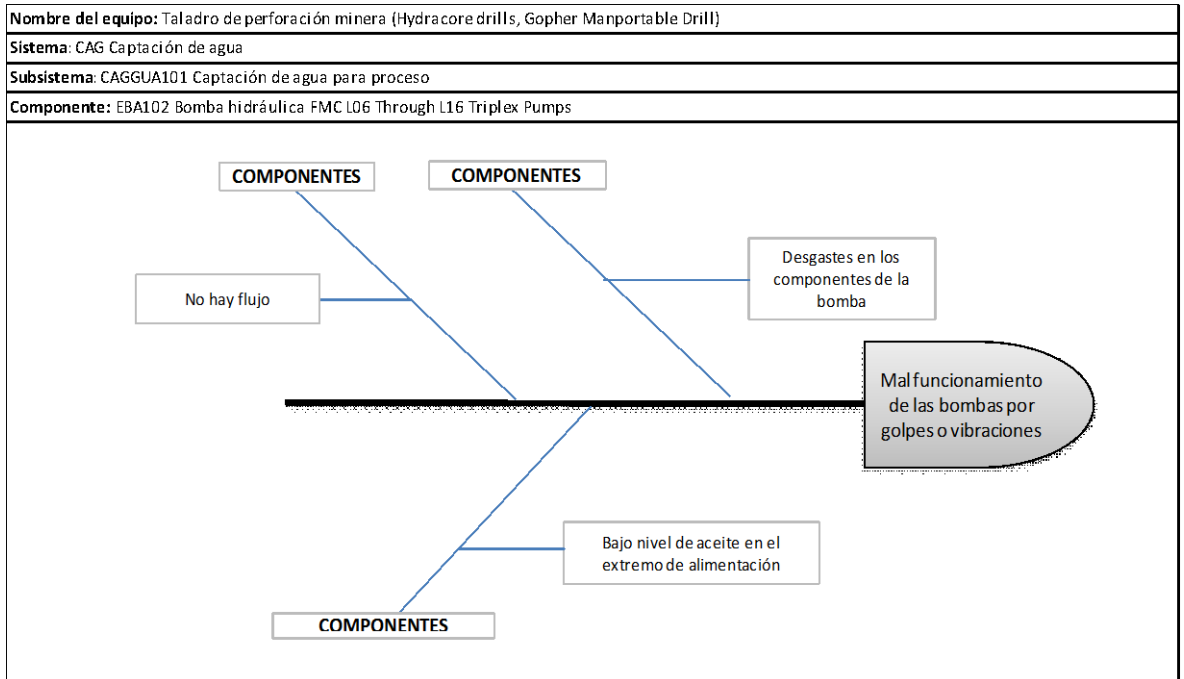 Nombre del equipo: Taladro de perforación minera (Hydracore drills, Gopher Manportable Drill)
Sistema: CAG Captación de agua
Subsistema: CAGGUA101 Captación de agua para proceso
Componente: EBA102 Bomba hidráulica FMC L06 Through L16 Triplex Pumps
COMPONENTES
COMPONENTES
Desgastes en los
componentes de la
bomba
No hay flujo
Mal funcionamiento
de las bombas por
golpes o vibraciones
Bajo nivel de aceite en el
extremo de alimentación
COMPONENTES